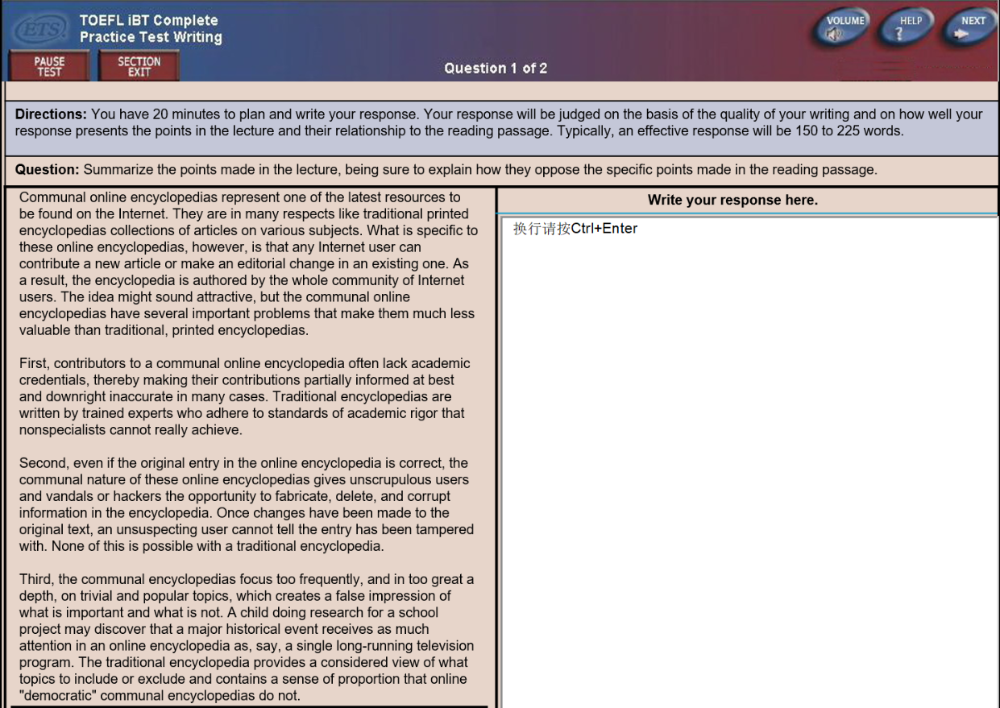 ETS
TOEFL iBT Complete
Practice Test Writing
VOLUME
HELP
?
NEXT
PAUSE
TEST
SECTION
EXIT
Question 1 of 2
Directions: You have 20 minutes to plan and write your response. Your response will be judged on the basis of the quality of your writing and on how well your
response presents the points in the lecture and their relationship to the reading passage. Typically, an effective response will be 150 to 225 words.
Question: Summarize the points made in the lecture, being sure to explain how they oppose the specific points made in the reading passage.
Communal online encyclopedias represent one of the latest resources to
be found on the Internet. They are in many respects like traditional printed
encyclopedias collections of articles on various subjects. What is specific to
these online encyclopedias, however, is that any Internet user can
contribute a new article or make an editorial change in an existing one. As
a result, the encyclopedia is authored by the whole community of Internet
users. The idea might sound attractive, but the communal online
encyclopedias have several important problems that make them much less
valuable than traditional, printed encyclopedias.
First, contributors to a communal online encyclopedia often lack academic
credentials, thereby making their contributions partially informed at best
and downright inaccurate in many cases. Traditional encyclopedias are
written by trained experts who adhere to standards of academic rigor that
nonspecialists cannot really achieve.
Second, even if the original entry in the online encyclopedia is correct, the
communal nature of these online encyclopedias gives unscrupulous users
and vandals or hackers the opportunity to fabricate, delete, and corrupt
information in the encyclopedia. Once changes have been made to the
original text, an unsuspecting user cannot tell the entry has been tampered
with. None of this is possible with a traditional encyclopedia.
Third, the communal encyclopedias focus too frequently, and in too great a
depth, on trivial and popular topics, which creates a false impression of
what is important and what is not. A child doing research for a school
project may discover that a major historical event receives as much
attention in an online encyclopedia as, say, a single long-running television
program. The traditional encyclopedia provides a considered view of what
topics to include or exclude and contains a sense of proportion that online
"democratic" communal encyclopedias do not.
Write your response here.
换行请按Ctrl+Enter